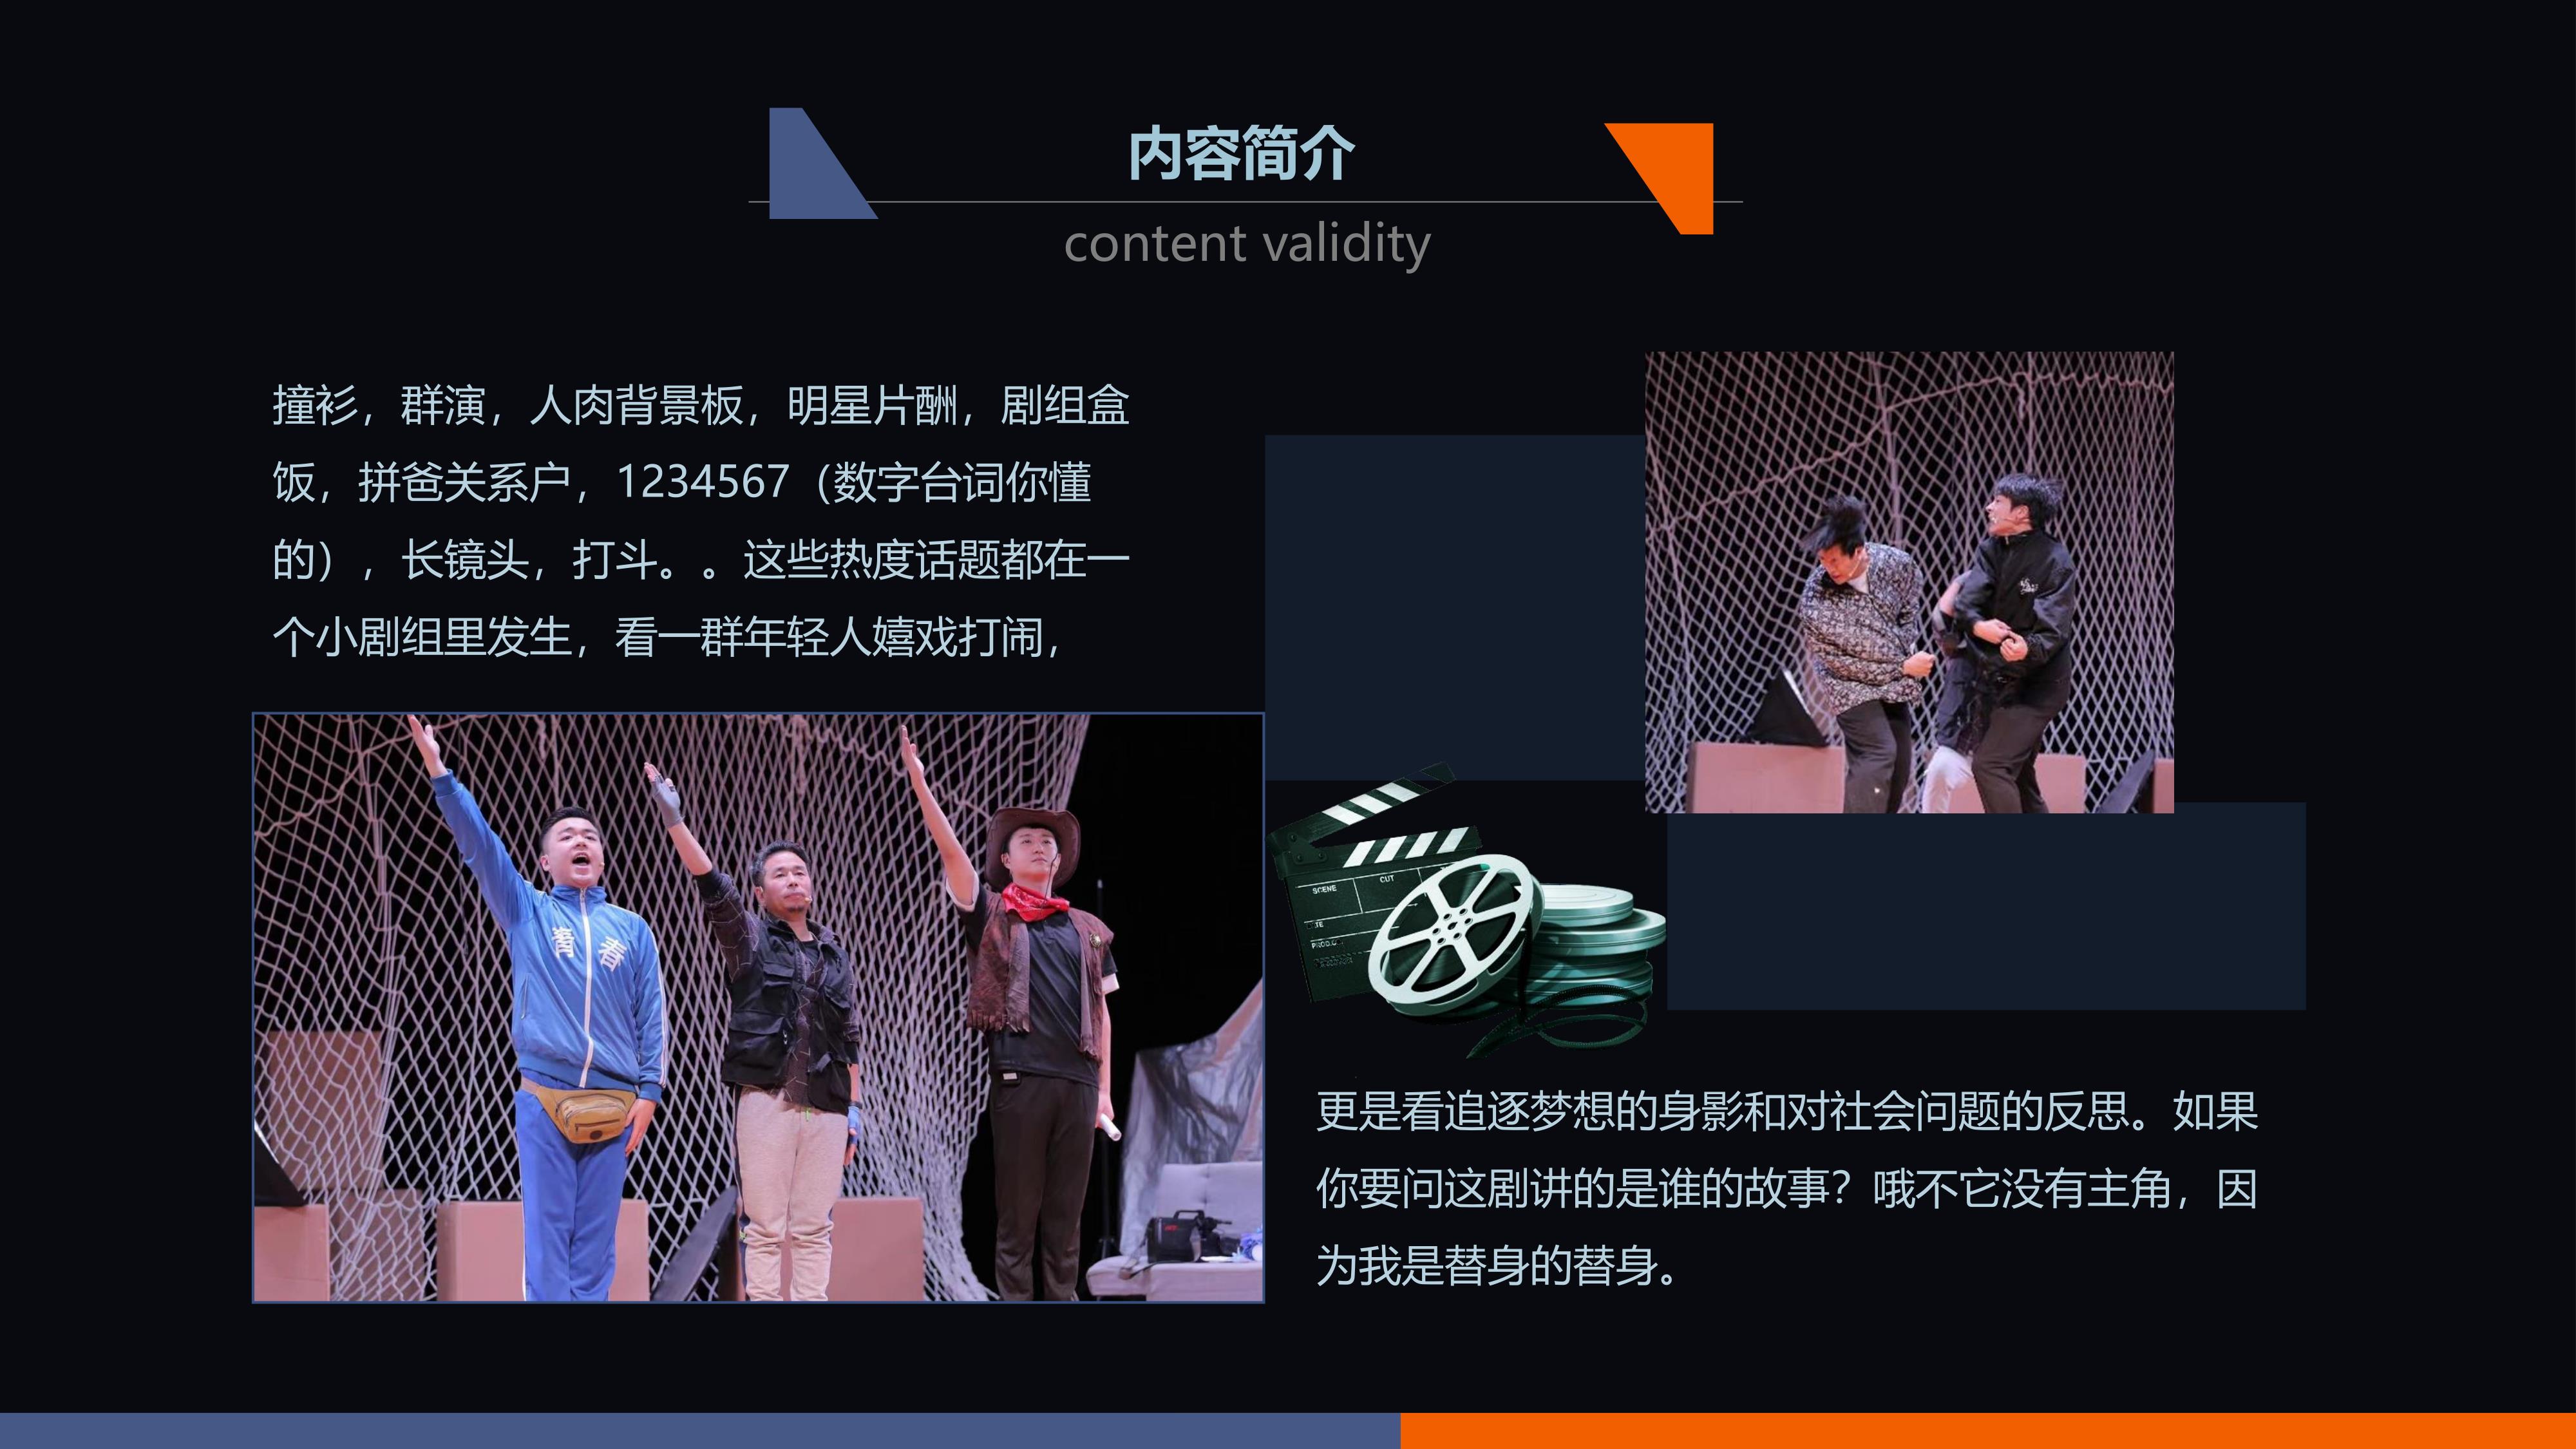 内容简介
content validity
撞衫，群演，人肉背景板，明星片酬，剧组盒
饭，拼爸关系户，1234567（数字台词你懂
的），长镜头，打斗。。这些热度话题都在一
个小剧组里发生，看一群年轻人嬉戏打闹，
青春
SCENE
CUT
更是看追逐梦想的身影和对社会问题的反思。如果
你要问这剧讲的是谁的故事？哦不它没有主角，因
为我是替身的替身。